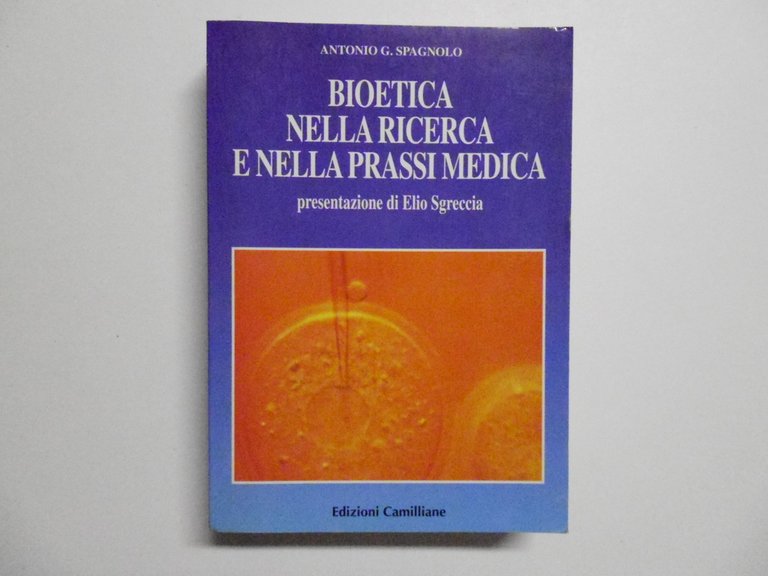 ANTONIO G. SPAGNOLO
BIOETICA
NELLA RICERCA
E NELLA PRASSI MEDICA
presentazione di Elio Sgreccia
Edizioni Camilliane